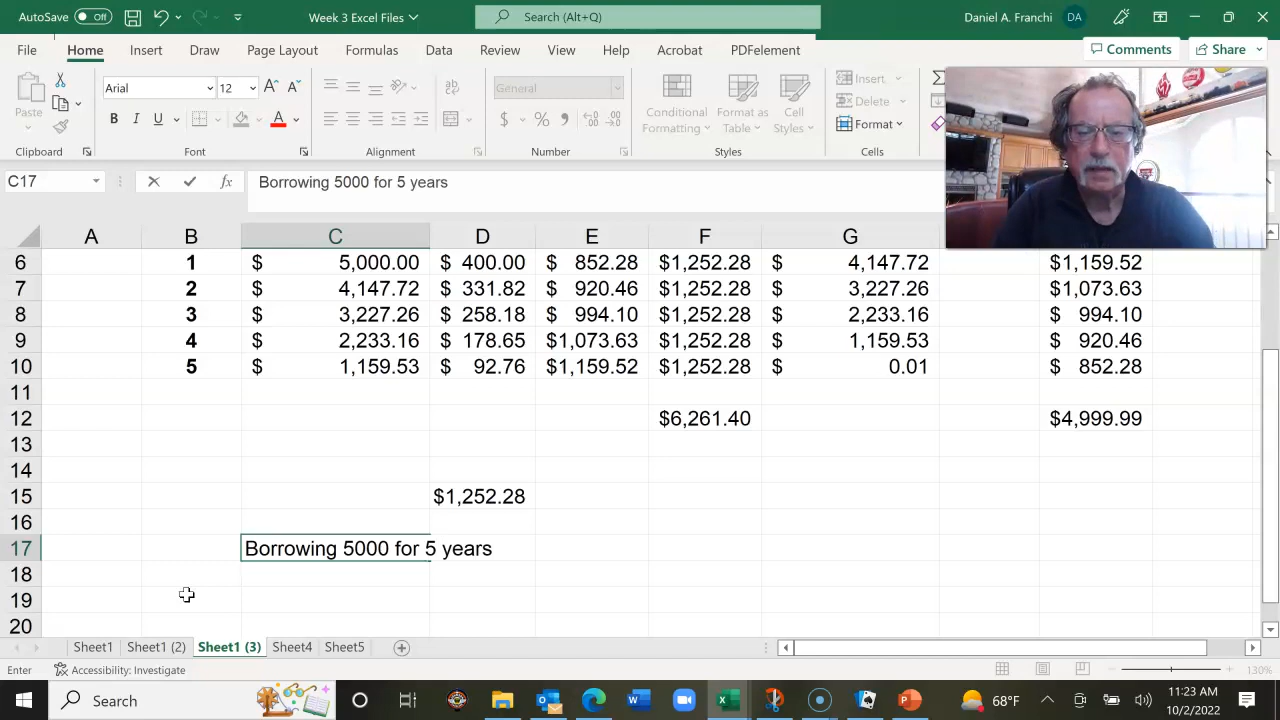 AutoSave Off Week 3 Excel Files Search (Alt+Q) Daniel A. Franchi DA
File Home Insert Draw Page Layout Formulas Data Review View Help Acrobat PDFelement Comments Share
Paste Arial 12 A A ab General Conditional Formatting Format as Table Cell Styles Insert Delete Format
B I U A $ % 9
Clipboard Font Alignment Number Styles Cells
C17 fx Borrowing 5000 for 5 years
A B C D E F G
6 1 $ 5,000.00 $ 400.00 $ 852.28 $1,252.28 $ 4,147.72 $1,159.52
7 2 $ 4,147.72 $ 331.82 $ 920.46 $1,252.28 $ 3,227.26 $1,073.63
8 3 $ 3,227.26 $ 258.18 $ 994.10 $1,252.28 $ 2,233.16 $ 994.10
9 4 $ 2,233.16 $ 178.65 $1,073.63 $1,252.28 $ 1,159.53 $ 920.46
10 5 $ 1,159.53 $ 92.76 $1,159.52 $1,252.28 $ 0.01 $ 852.28
11
12 $6,261.40 $4,999.99
13
14
15 $1,252.28
16
17 Borrowing 5000 for 5 years
18
19
20
Sheet1 Sheet1 (2) Sheet1 (3) Sheet4 Sheet5
Enter Accessibility: Investigate 130%
Search 68°F 11:23 AM
10/2/2022